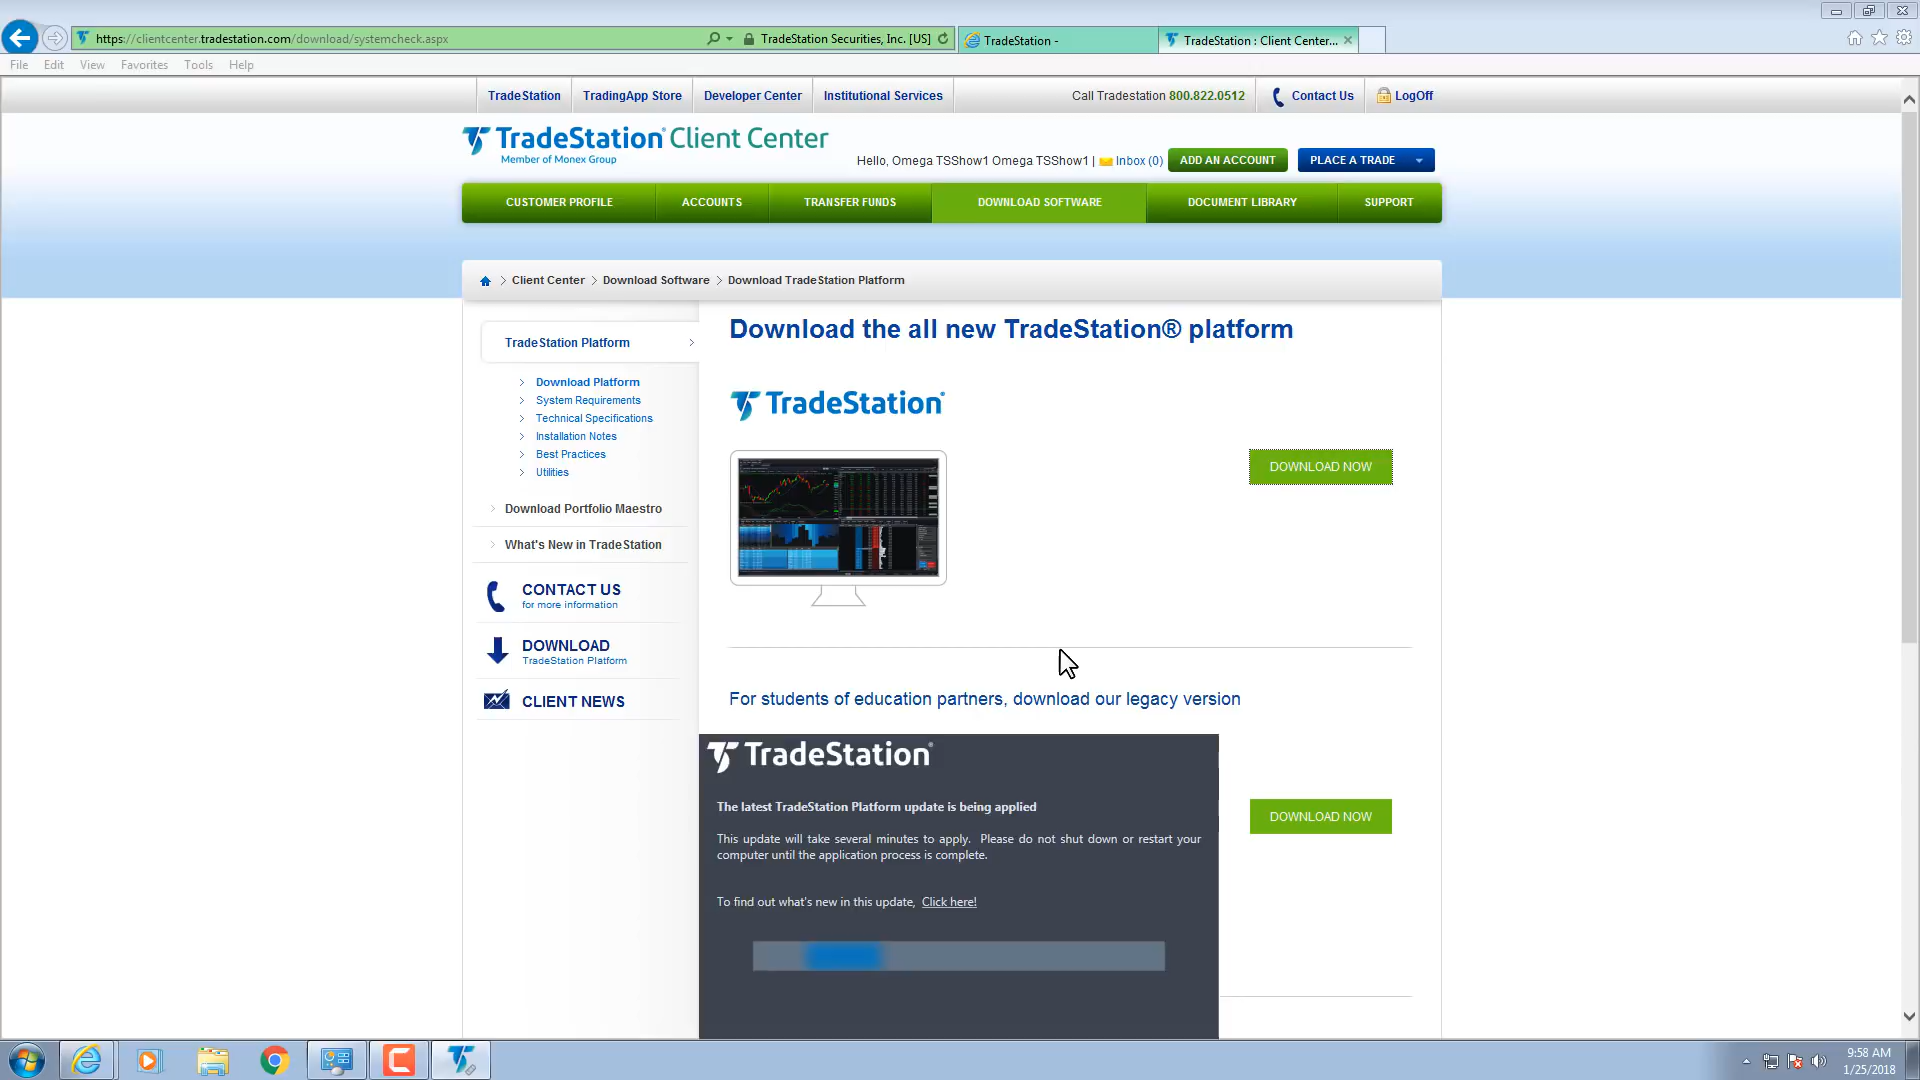 https://clientcenter.tradestation.com/download/systemcheck.aspx
TradeStation Securities, Inc. [US]
TradeStation -
TradeStation : Client Center...
File Edit View Favorites Tools Help
TradeStation
TradingApp Store
Developer Center
Institutional Services
Call Tradestation 800.822.0512
Contact Us
LogOff
TradeStation® Client Center
Member of Monex Group
Hello, Omega TSShow1 Omega TSShow1 | Inbox (0)
ADD AN ACCOUNT
PLACE A TRADE
CUSTOMER PROFILE
ACCOUNTS
TRANSFER FUNDS
DOWNLOAD SOFTWARE
DOCUMENT LIBRARY
SUPPORT
Client Center > Download Software > Download TradeStation Platform
TradeStation Platform
Download Platform
System Requirements
Technical Specifications
Installation Notes
Best Practices
Utilities
Download Portfolio Maestro
What's New in TradeStation
CONTACT US
for more information
DOWNLOAD
TradeStation Platform
CLIENT NEWS
Download the all new TradeStation® platform
TradeStation®
DOWNLOAD NOW
For students of education partners, download our legacy version
TradeStation®
The latest TradeStation Platform update is being applied
This update will take several minutes to apply. Please do not shut down or restart your
computer until the application process is complete.
To find out what's new in this update, Click here!
DOWNLOAD NOW
9:58 AM
1/25/2018